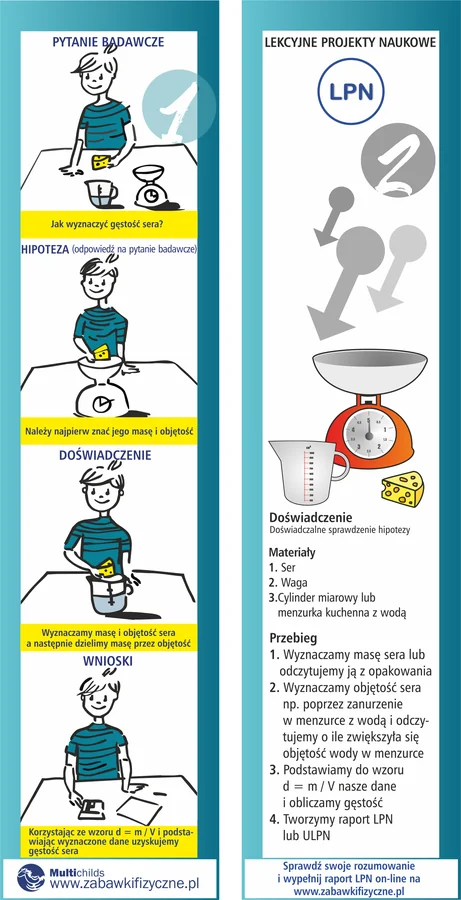 PYTANIE BADAWCZE
1
Jak wyznaczyć gęstość sera?
HIPOTEZA (odpowiedź na pytanie badawcze)
Należy najpierw znać jego masę i objętość
DOŚWIADCZENIE
Wyznaczamy masę i objętość sera
a następnie dzielimy masę przez objętość
WNIOSKI
Korzystając ze wzoru d = m / V i podsta-
wiając wyznaczone dane uzyskujemy
gęstość sera
Multichilds
www.zabawkifizyczne.pl
LEKCYJNE PROJEKTY NAUKOWE
LPN
2
Doświadczenie
Doświadczalne sprawdzenie hipotezy
Materiały
1. Ser
2. Waga
3.Cylinder miarowy lub
menzurka kuchenna z wodą
Przebieg
1. Wyznaczamy masę sera lub
odczytujemy ją z opakowania
2. Wyznaczamy objętość sera
np. poprzez zanurzenie
w menzurce z wodą i odczy-
tujemy o ile zwiększyła się
objętość wody w menzurce
3. Podstawiamy do wzoru
d = m / V nasze dane
i obliczamy gęstość
4. Tworzymy raport LPN
lub ULPN
Sprawdź swoje rozumowanie
i wypełnij raport LPN on-line na
www.zabawkifizyczne.pl